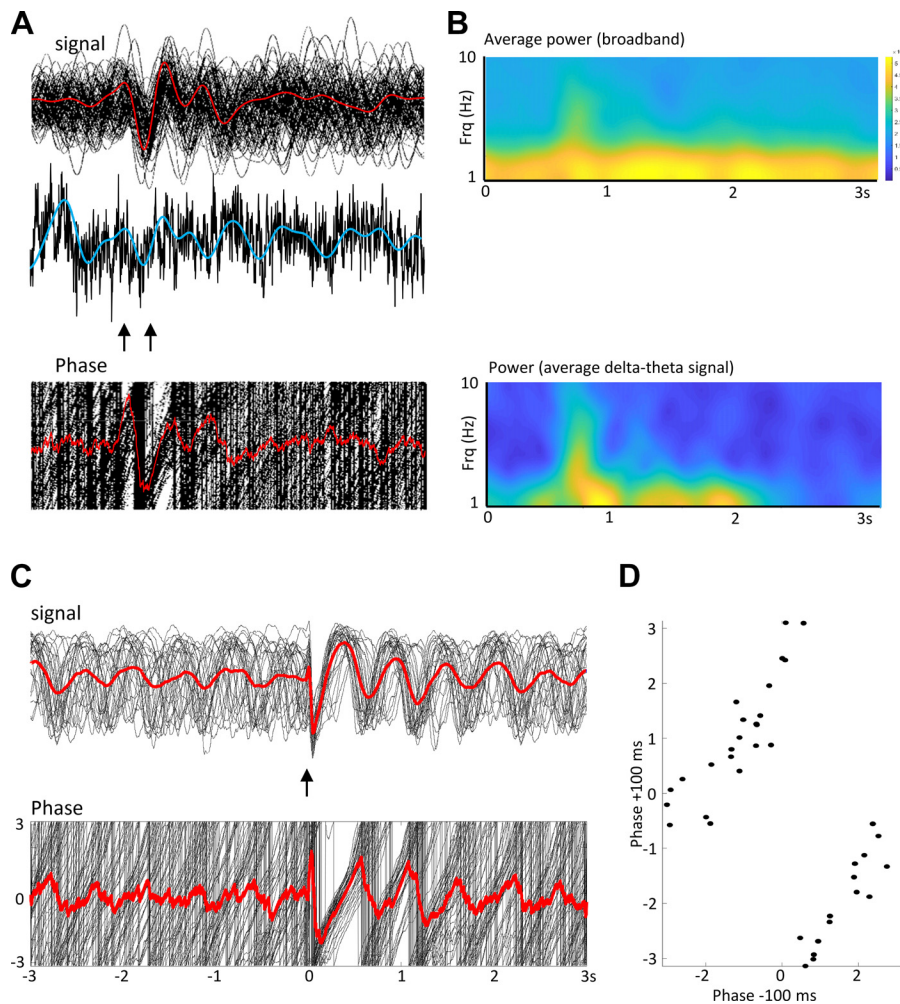 A
signal
Phase
B
Average power (broadband)
10
Frq (Hz)
1
0
1
2
3s
Power (average delta-theta signal)
10
Frq (Hz)
1
0
1
2
3s
C
signal
Phase
3
0
-3
-3
-2
-1
0
1
2
3s
D
3
2
1
0
-1
-2
-3
Phase +100 ms
-2
0
2
Phase -100 ms